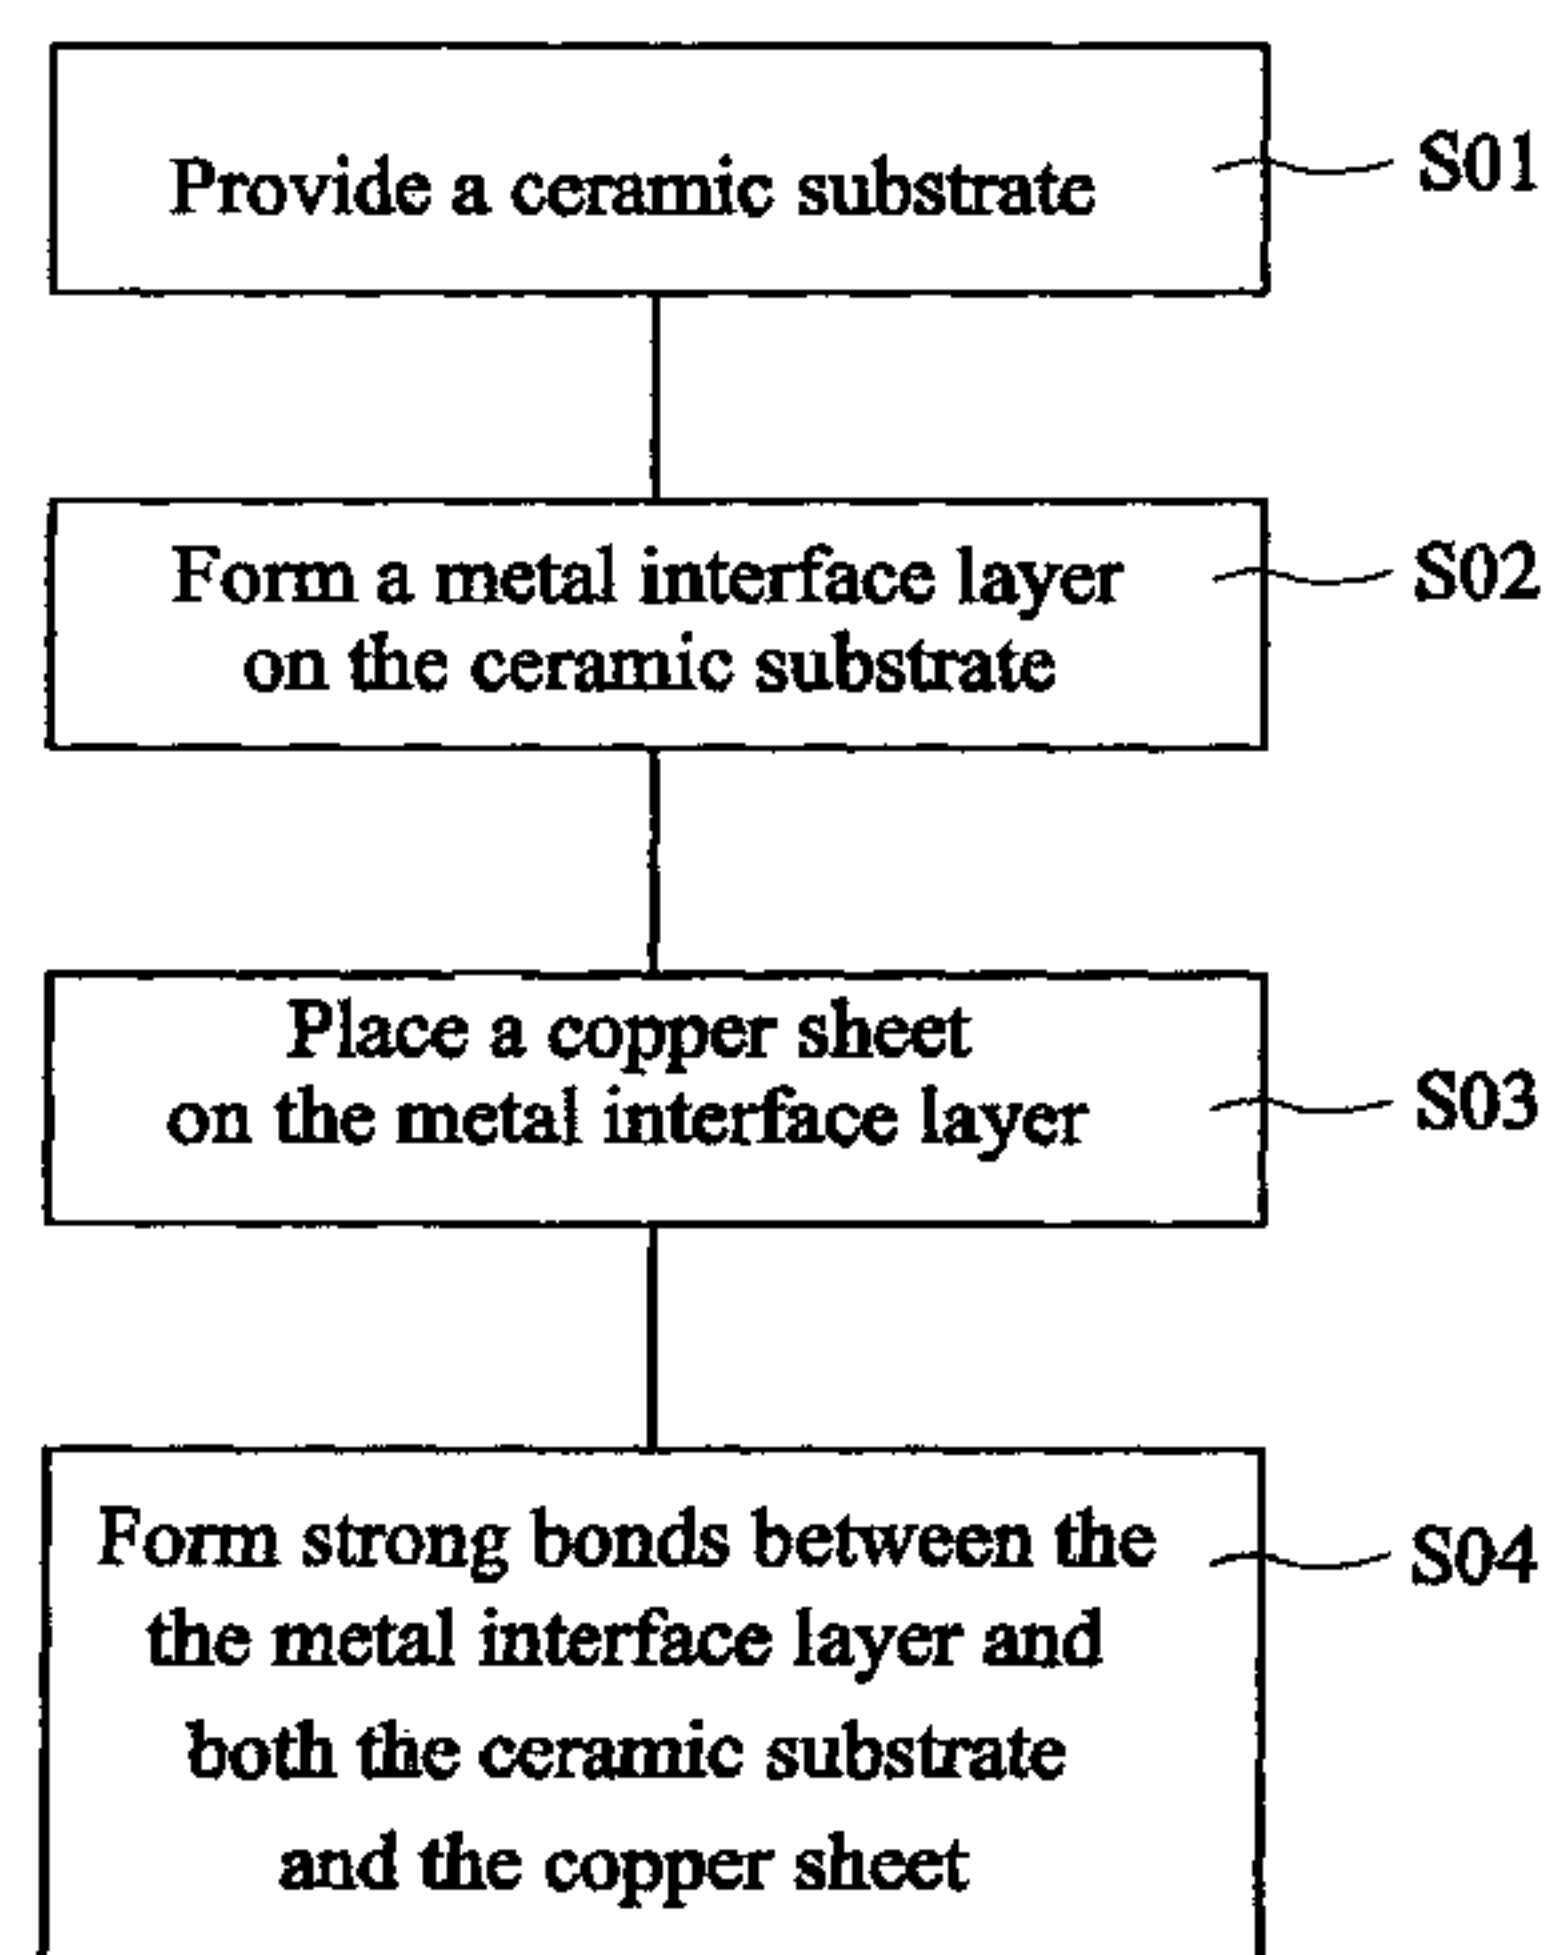 Provide a ceramic substrate
S01
Form a metal interface layer
on the ceramic substrate
S02
Place a copper sheet
on the metal interface layer
S03
Form strong bonds between the
the metal interface layer and
both the ceramic substrate
and the copper sheet
S04